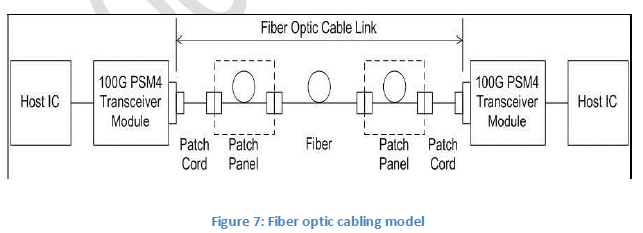 Fiber Optic Cable Link
Host IC
100G PSM4
Transceiver
Module
Patch
Cord
Patch
Panel
Fiber
Patch
Panel
Patch
Cord
100G PSM4
Transceiver
Module
Host IC
Figure 7: Fiber optic cabling model